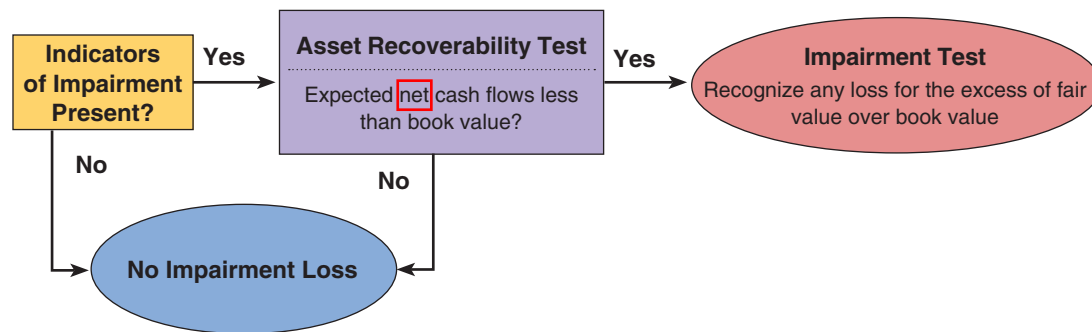 Indicators
of Impairment
Present?
Yes
Asset Recoverability Test
Expected net cash flows less
than book value?
Yes
Impairment Test
Recognize any loss for the excess of fair
value over book value
No
No
No Impairment Loss